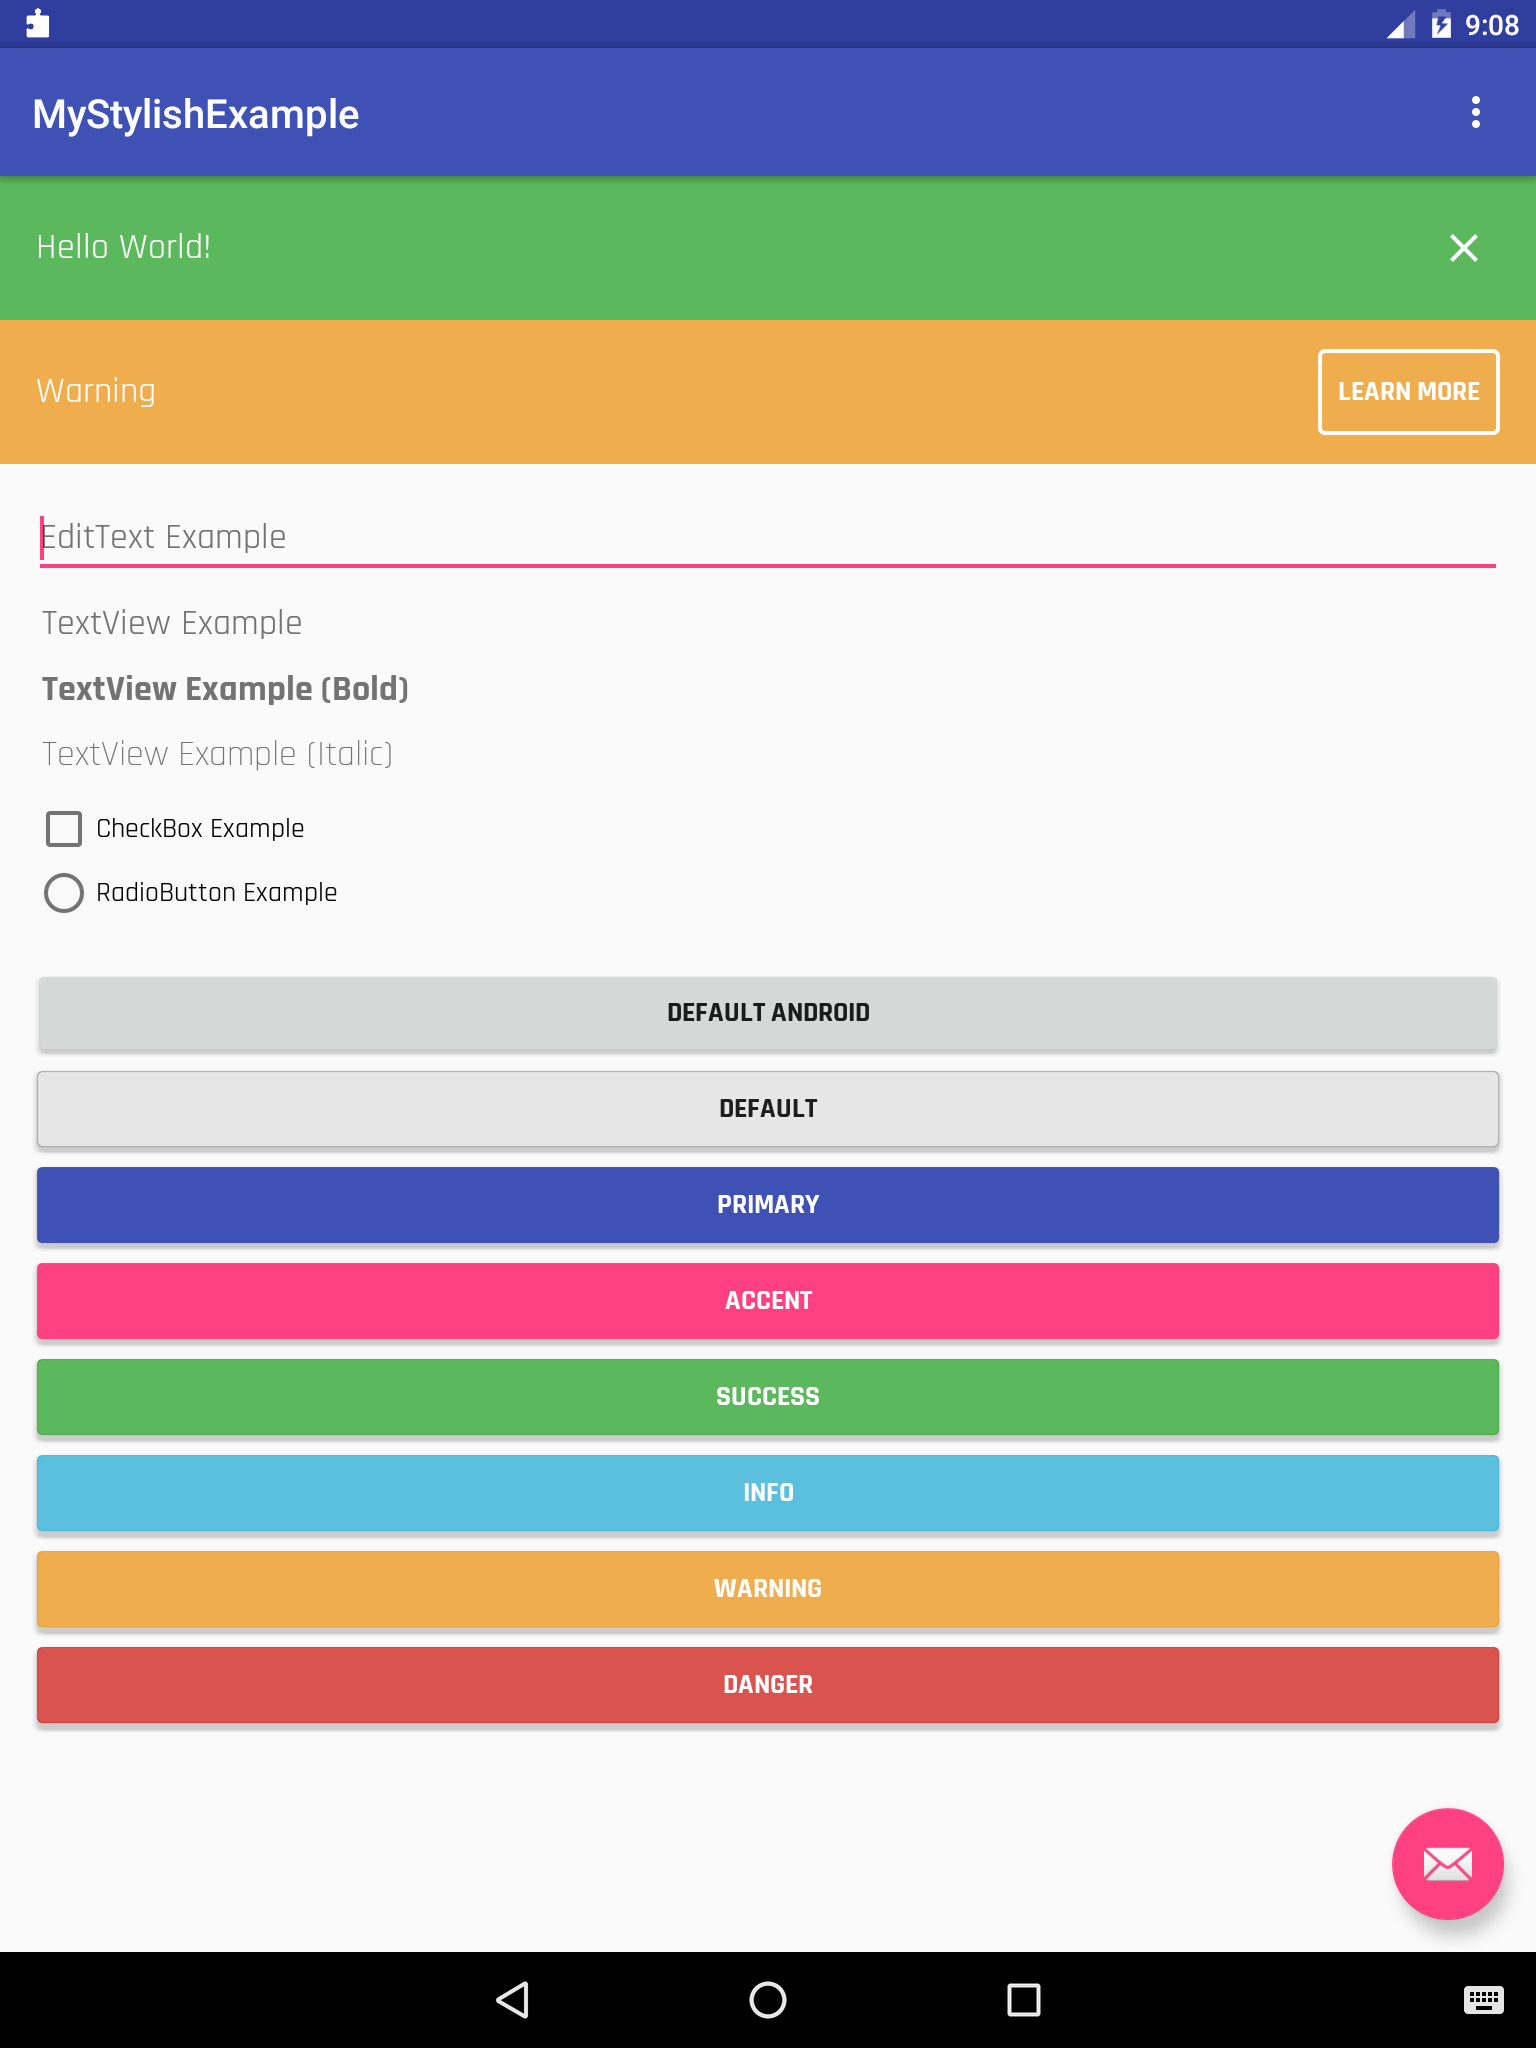 9:08
MyStylishExample
Hello World!
Warning
LEARN MORE
EditText Example
TextView Example
TextView Example (Bold)
TextView Example (Italic)
CheckBox Example
RadioButton Example
DEFAULT ANDROID
DEFAULT
PRIMARY
ACCENT
SUCCESS
INFO
WARNING
DANGER